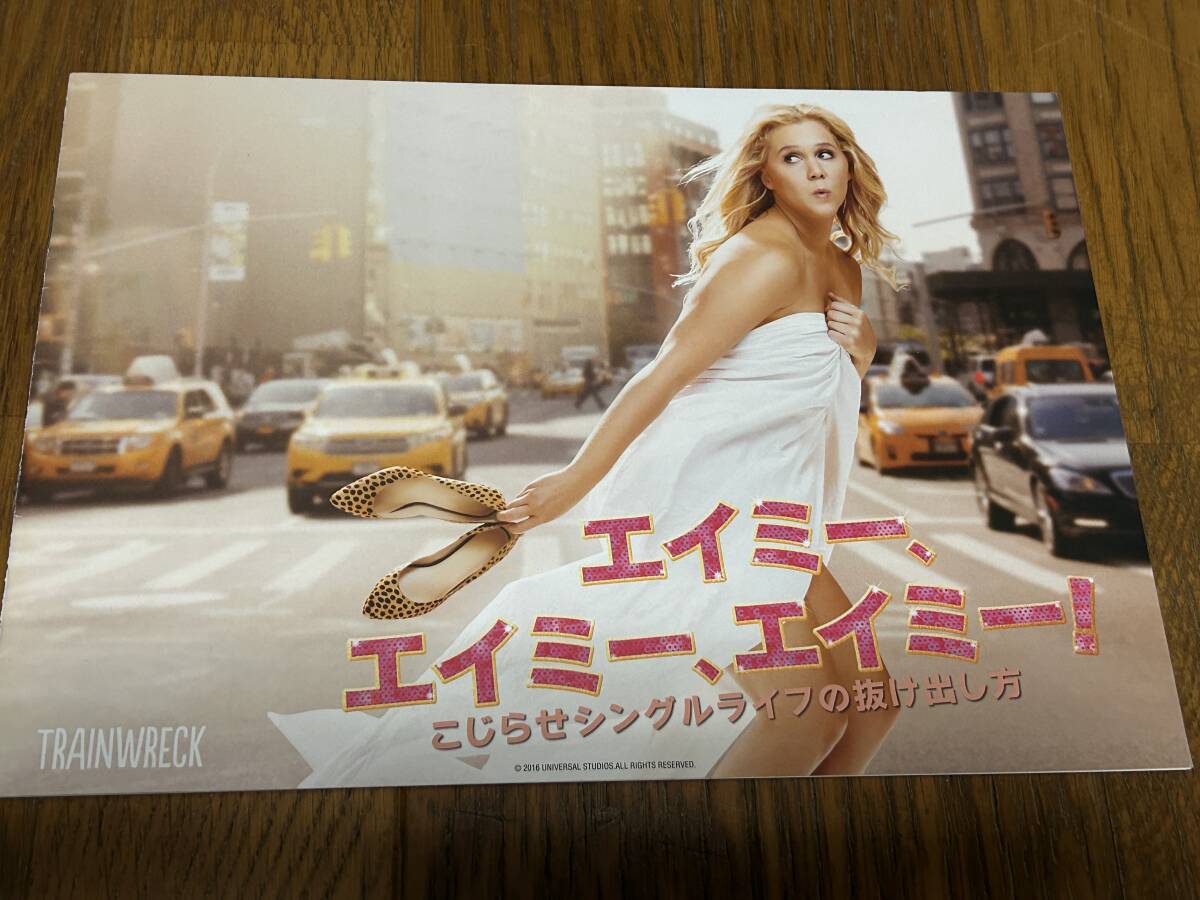 エイミー、
エイミー、エイミー!
こじらせシングルライフの抜け出し方
TRAINWRECK
© 2016 UNIVERSAL STUDIOS.ALL RIGHTS RESERVED.